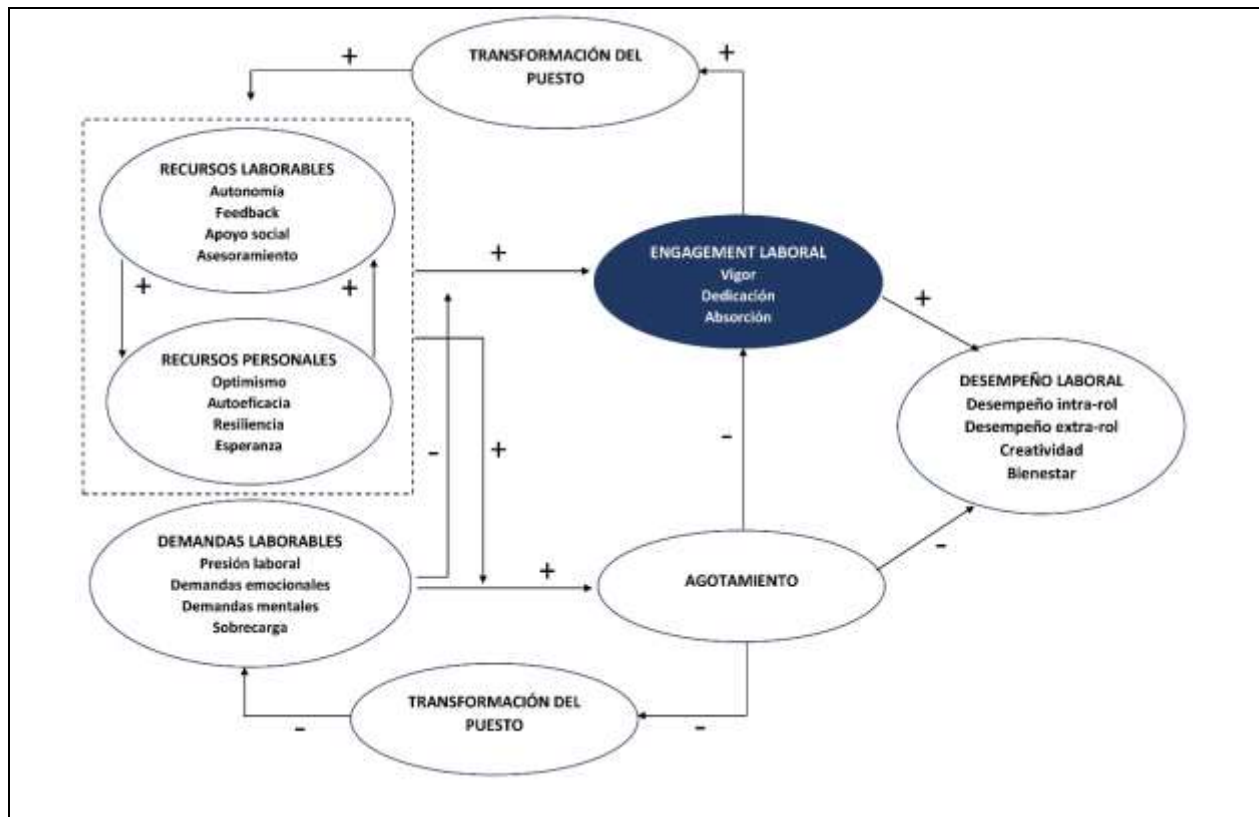 TRANSFORMACIÓN DEL
PUESTO
+
+
RECURSOS LABORABLES
Autonomía
Feedback
Apoyo social
Asesoramiento
+
+
RECURSOS PERSONALES
Optimismo
Autoeficacia
Resiliencia
Esperanza
+
ENGAGEMENT LABORAL
Vigor
Dedicación
Absorción
+
-
+
-
DESEMPEÑO LABORAL
Desempeño intra-rol
Desempeño extra-rol
Creatividad
Bienestar
DEMANDAS LABORABLES
Presión laboral
Demandas emocionales
Demandas mentales
Sobrecarga
+
AGOTAMIENTO
-
TRANSFORMACIÓN DEL
PUESTO
-
-